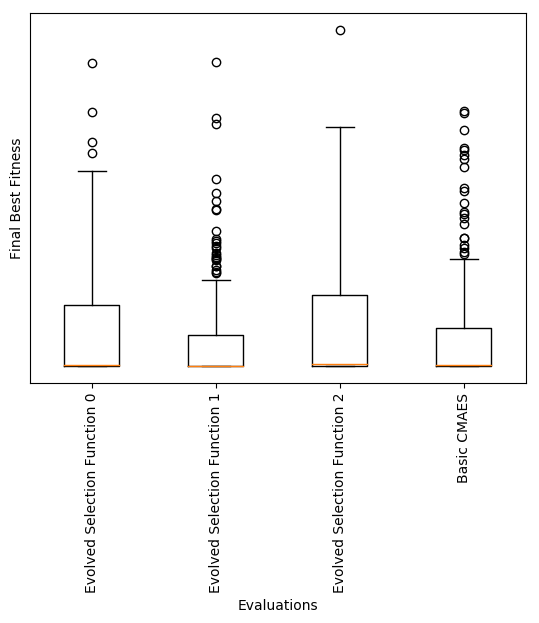 Final Best Fitness
Evolved Selection Function 0
Evolved Selection Function 1
Evolved Selection Function 2
Basic CMAES
Evaluations